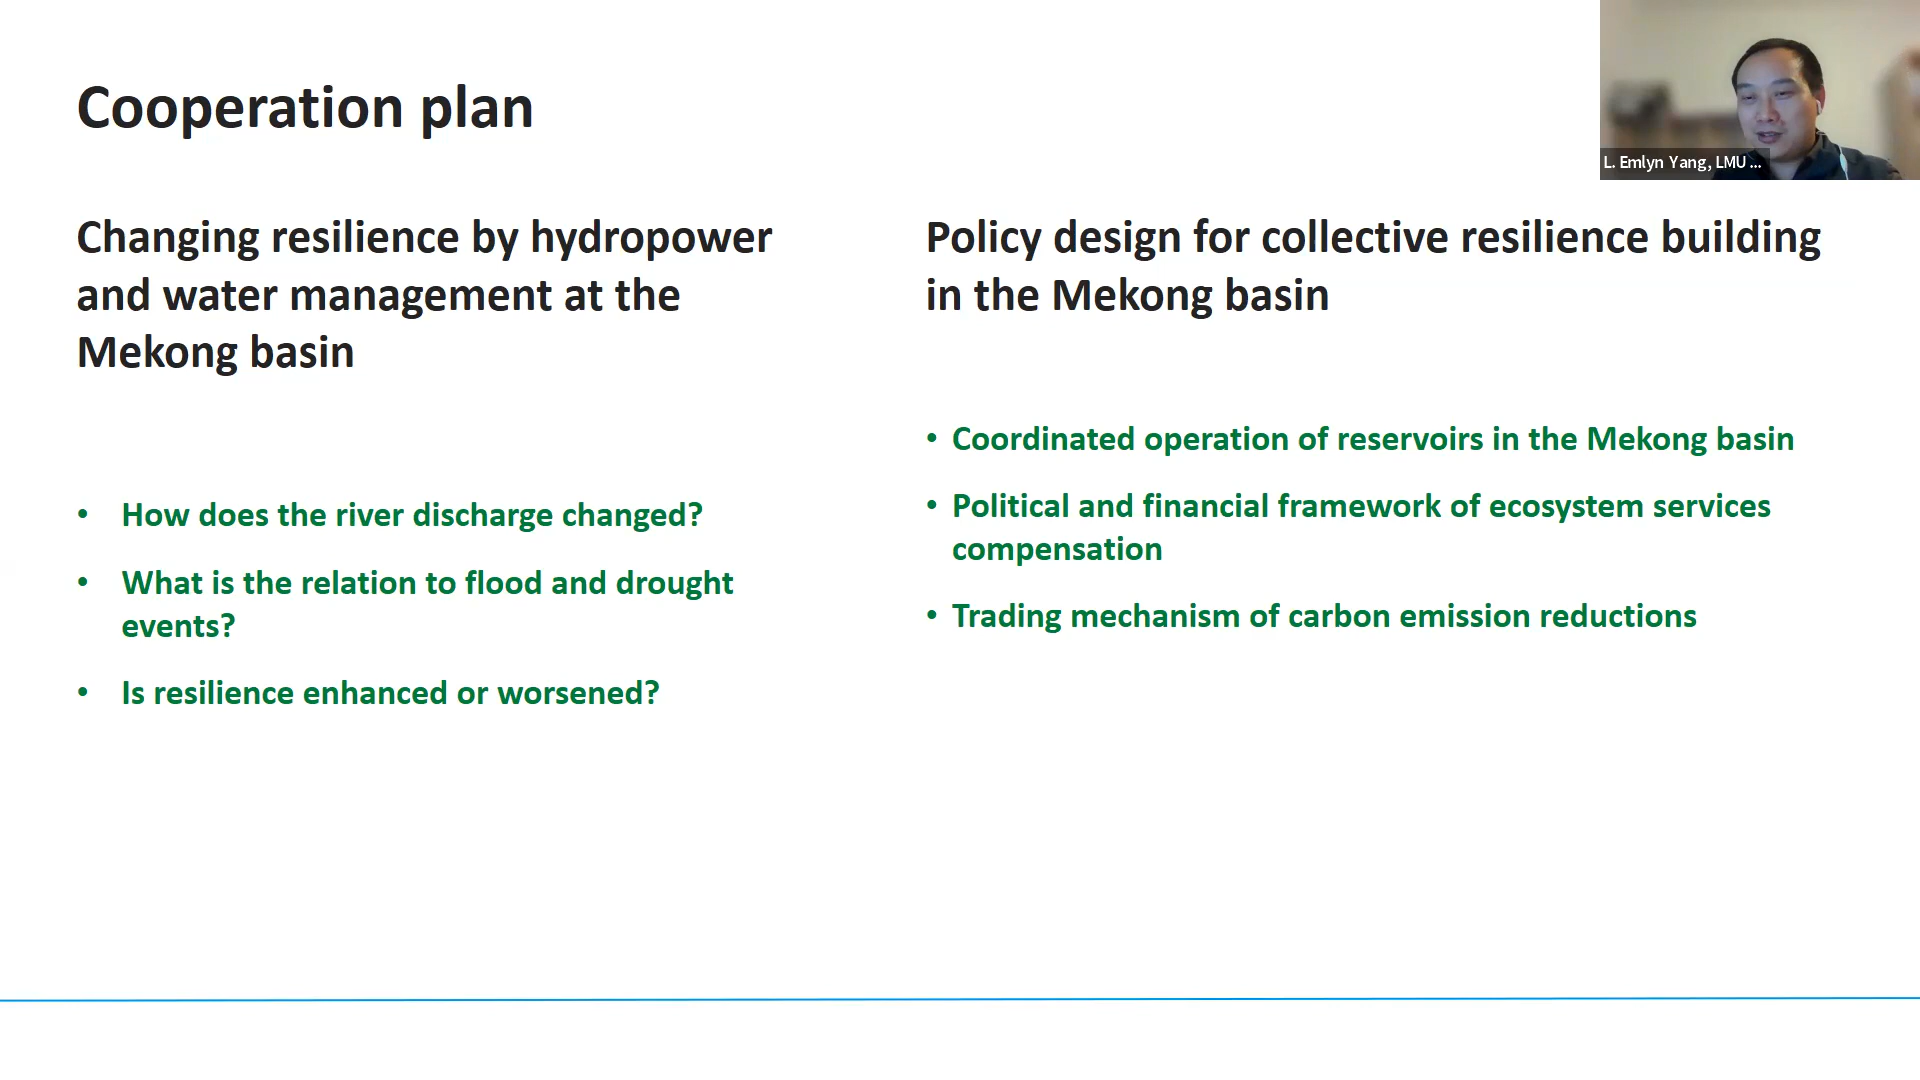 Cooperation plan
L. Emlyn Yang, LMU ...
Changing resilience by hydropower
and water management at the
Mekong basin
• How does the river discharge changed?
• What is the relation to flood and drought
events?
• Is resilience enhanced or worsened?
Policy design for collective resilience building
in the Mekong basin
• Coordinated operation of reservoirs in the Mekong basin
• Political and financial framework of ecosystem services
compensation
• Trading mechanism of carbon emission reductions